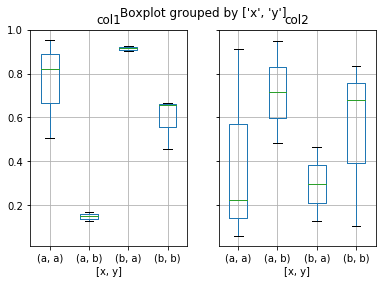 Boxplot grouped by ['x', 'y']
col1
col2
1.0
0.8
0.6
0.4
0.2
(a, a) (a, b) (b, a) (b, b)
[x, y]
(a, a) (a, b) (b, a) (b, b)
[x, y]